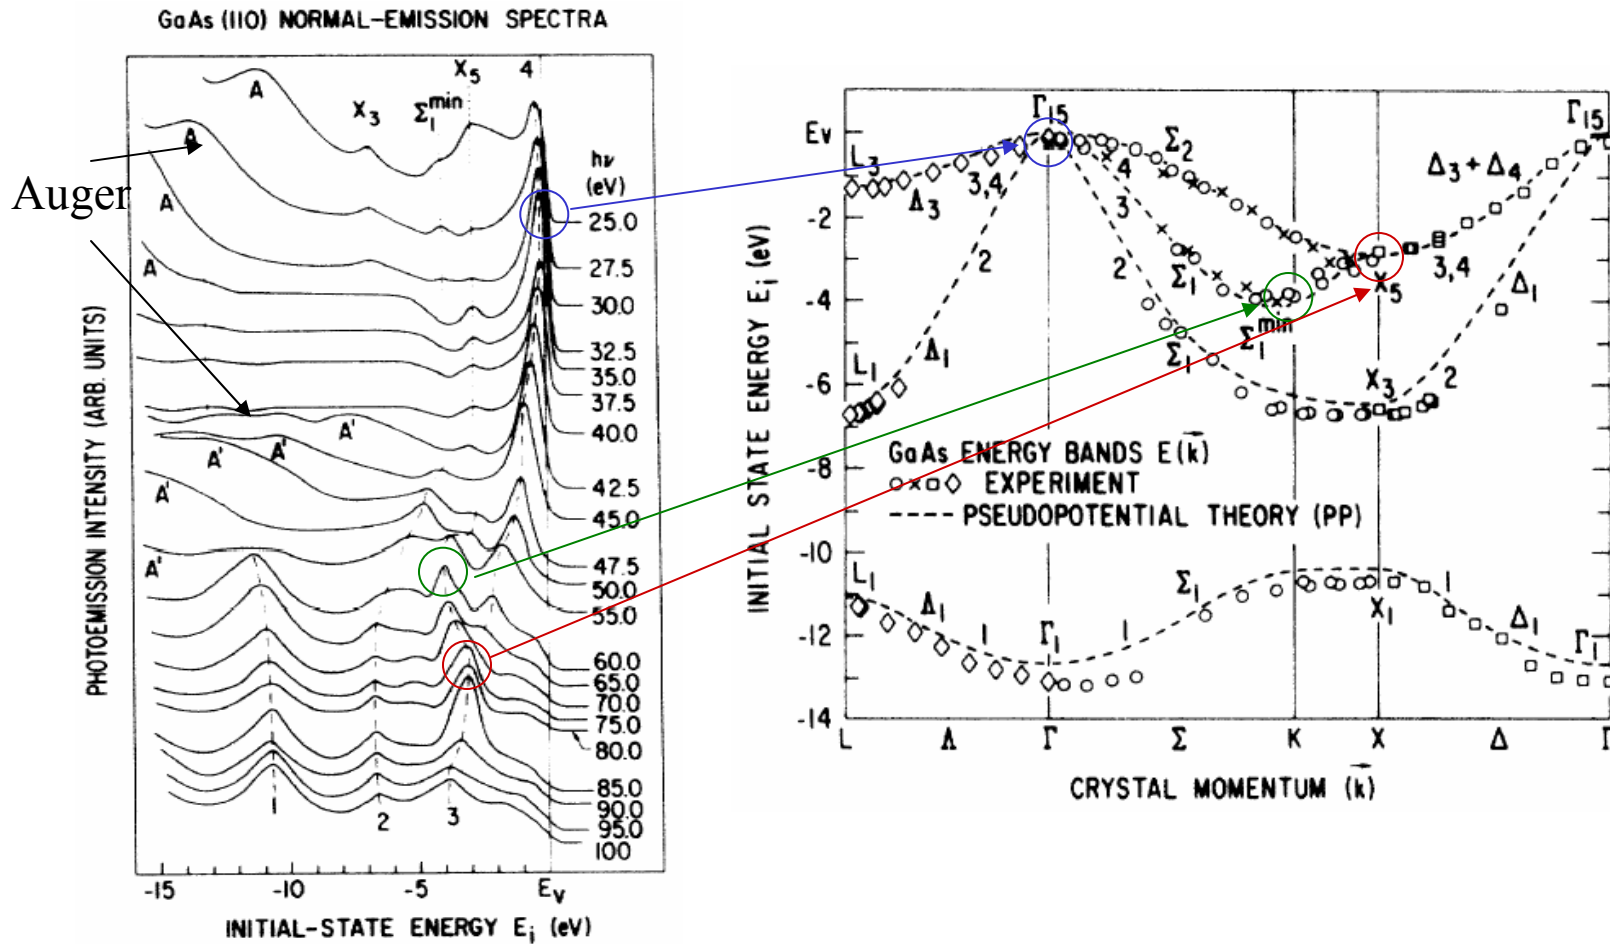 GaAs (110) NORMAL-EMISSION SPECTRA
X5 4
A X3 Σ1min
A
hν
(eV)
Auger
A
25.0
A
27.5
30.0
32.5
35.0
37.5
A'
40.0
A' A'
42.5
A'
45.0
47.5
A'
50.0
55.0
60.0
65.0
70.0
75.0
80.0
85.0
90.0
95.0
100
1 2 3
-15 -10 -5 Ev
INITIAL-STATE ENERGY Ei (eV)
PHOTOEMISSION INTENSITY (ARB. UNITS)
Γ15 Γ15
Ev
-2
-4
-6
-8
-10
-12
-14
INITIAL STATE ENERGY Ei (eV)
L3 Σ2
Λ3 3,4 4 Δ3 + Δ4
3
2 2 Σ1 3,4
X5 Δ1
Σ1min
L1 Λ1 Σ1 X3 2
GaAs ENERGY BANDS E(k⃗)
○×□◇ EXPERIMENT
---- PSEUDOPOTENTIAL THEORY (PP)
L1 Λ1 1 Γ1 1 Σ1 X1 1 Δ1 Γ1
L Λ Γ Σ K X Δ Γ
CRYSTAL MOMENTUM (k⃗)